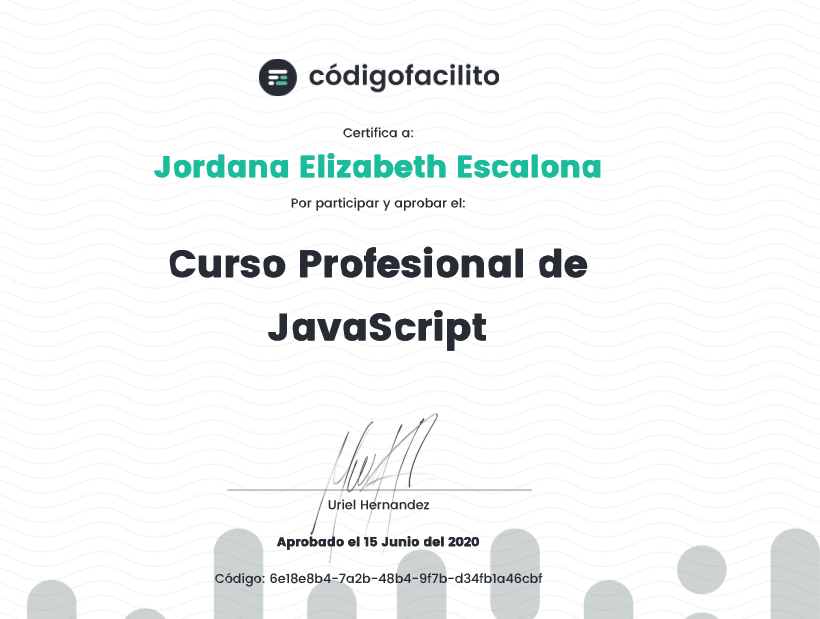 códigofacilito
Certifica a:
Jordana Elizabeth Escalona
Por participar y aprobar el:
Curso Profesional de
JavaScript
Uriel Hernandez
Aprobado el 15 Junio del 2020
Código: 6e18e8b4-7a2b-48b4-9f7b-d34fb1a46cbf